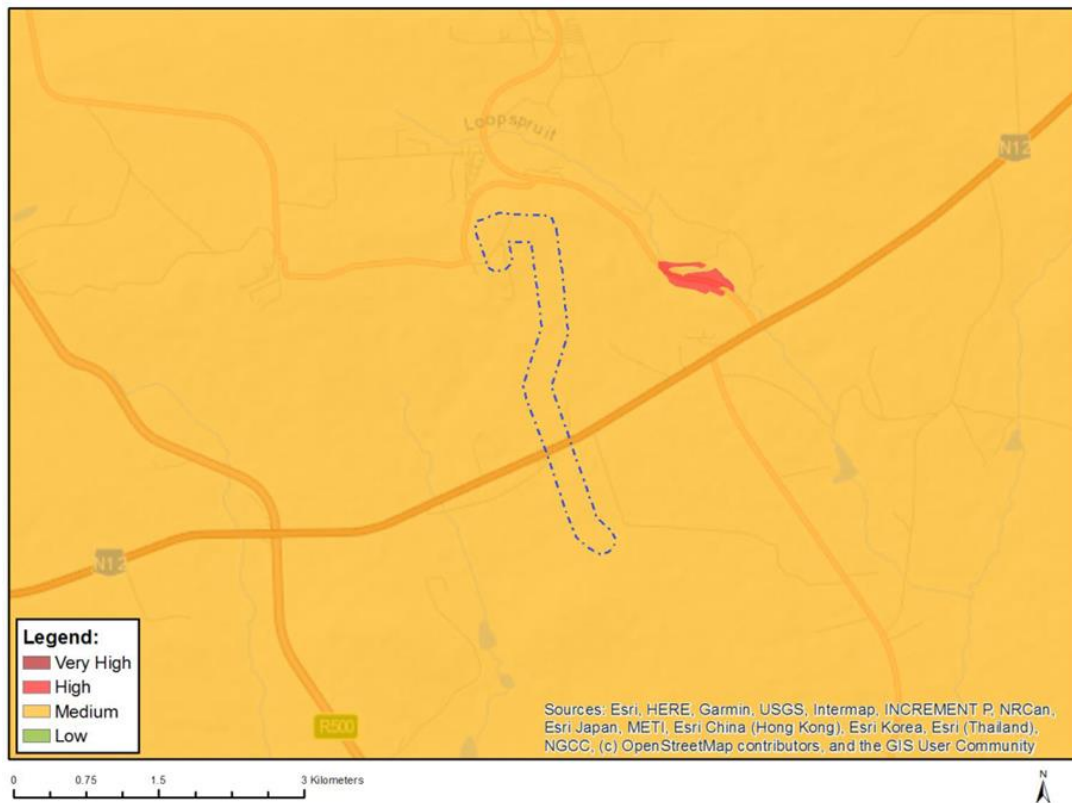 Loopspruit
N12
N12
R500
Legend:
Very High
High
Medium
Low
Sources: Esri, HERE, Garmin, USGS, Intermap, INCREMENT P, NRCan,
Esri Japan, METI, Esri China (Hong Kong), Esri Korea, Esri (Thailand),
NGCC, (c) OpenStreetMap contributors, and the GIS User Community
0 0.75 1.5 3 Kilometers
N